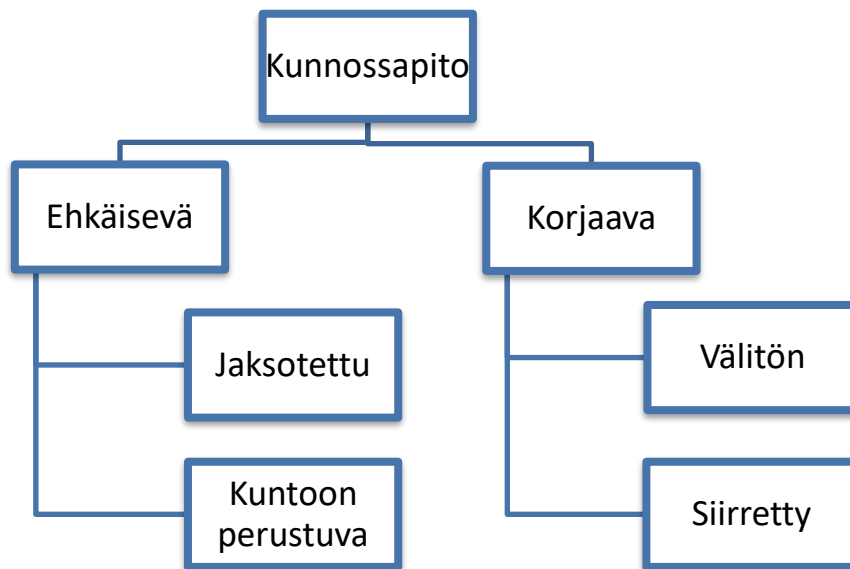 Kunnossapito
Ehkäisevä
Korjaava
Jaksotettu
Välitön
Kuntoon
perustuva
Siirretty